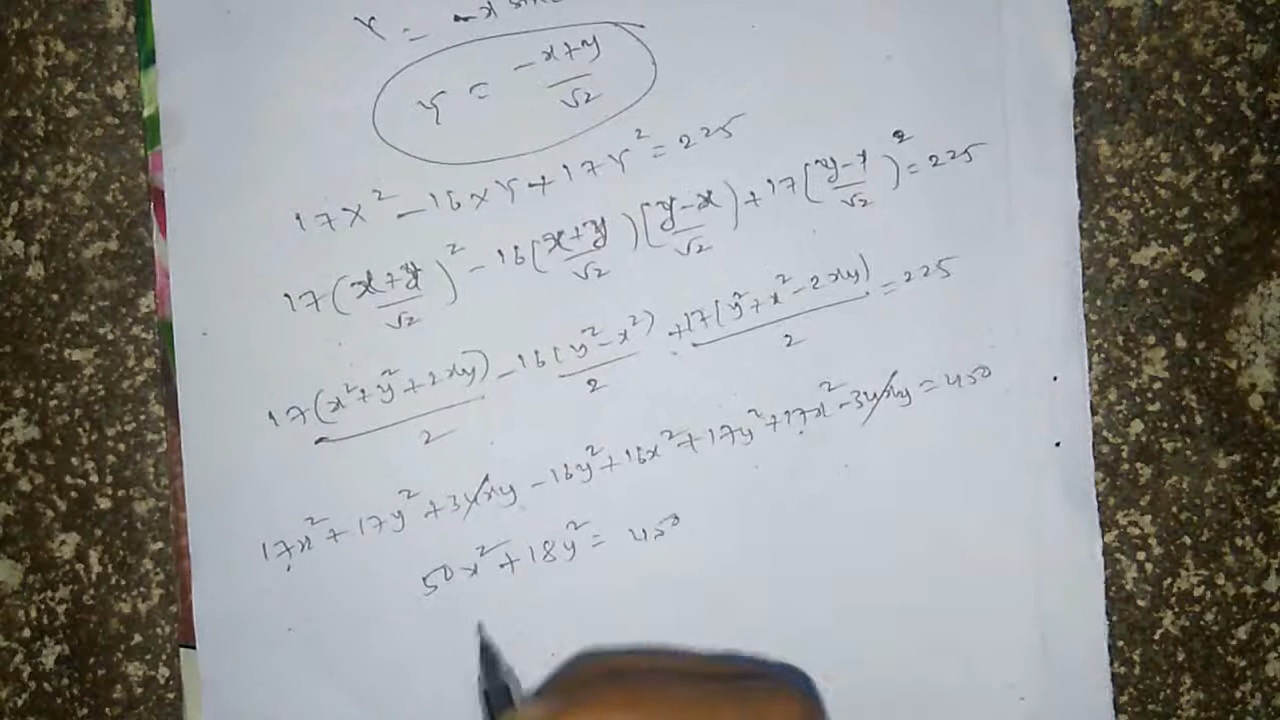 Y = -x
Y = -x+y/√2
17X² - 16XY + 17Y² = 225
17(x+y/√2)² - 16(x+y/√2)(y-x/√2) + 17(y-x/√2)² = 225
17(x²+y²+2xy)/2 - 16(y²-x²)/2 + 17(y²+x²-2xy)/2 = 225
17x² + 17y² + 34xy - 16y² + 16x² + 17y² + 17x² - 34xy = 450
50x² + 18y² = 450